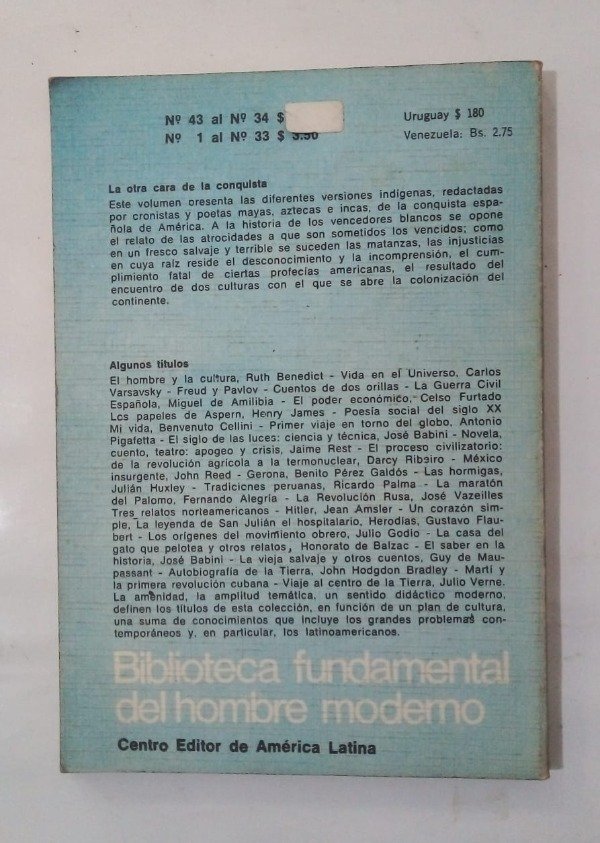 Nº 43 al Nº 34 $
Nº 1 al Nº 33 $ 3.50
Uruguay $ 180
Venezuela: Bs. 2.75
La otra cara de la conquista
Este volumen presenta las diferentes versiones indígenas, redactadas
por cronistas y poetas mayas, aztecas e incas, de la conquista espa-
ñola de América. A la historia de los vencedores blancos se opone
el relato de las atrocidades a que son sometidos los vencidos; como
en un fresco salvaje y terrible se suceden las matanzas, las injusticias
en cuya raíz reside el desconocimiento y la incomprensión, el cum-
plimiento fatal de ciertas profecías americanas, el resultado del
encuentro de dos culturas con el que se abre la colonización del
continente.
Algunos títulos
El hombre y la cultura, Ruth Benedict - Vida en el Universo, Carlos
Varsavsky - Freud y Pavlov - Cuentos de dos orillas - La Guerra Civil
Española, Miguel de Amilibia - El poder económico, Celso Furtado
Los papeles de Aspern, Henry James - Poesía social del siglo XX
Mi vida, Benvenuto Cellini - Primer viaje en torno del globo, Antonio
Pigafetta - El siglo de las luces: ciencia y técnica, José Babini - Novela,
cuento, teatro: apogeo y crisis, Jaime Rest - El proceso civilizatorio:
de la revolución agrícola a la termonuclear, Darcy Ribeiro - México
insurgente, John Reed - Gerona, Benito Pérez Galdós - Las hormigas,
Julián Huxley - Tradiciones peruanas, Ricardo Palma - La maratón
del Palomo, Fernando Alegría - La Revolución Rusa, José Vazeilles
Tres relatos norteamericanos - Hitler, Jean Amsler - Un corazón sim-
ple, La leyenda de San Julián el hospitalario, Herodías, Gustavo Flau-
bert - Los orígenes del movimiento obrero, Julio Godio - La casa del
gato que pelotea y otros relatos, Honorato de Balzac - El saber en la
historia, José Babini - La vieja salvaje y otros cuentos, Guy de Mau-
passant - Autobiografía de la Tierra, John Hodgdon Bradley - Martí y
la primera revolución cubana - Viaje al centro de la Tierra, Julio Verne.
La amenidad, la amplitud temática, un sentido didáctico moderno,
definen los títulos de esta colección, en función de un plan de cultura,
una suma de conocimientos que incluye los grandes problemas con-
temporáneos y, en particular, los latinoamericanos.
Biblioteca fundamental
del hombre moderno
Centro Editor de América Latina